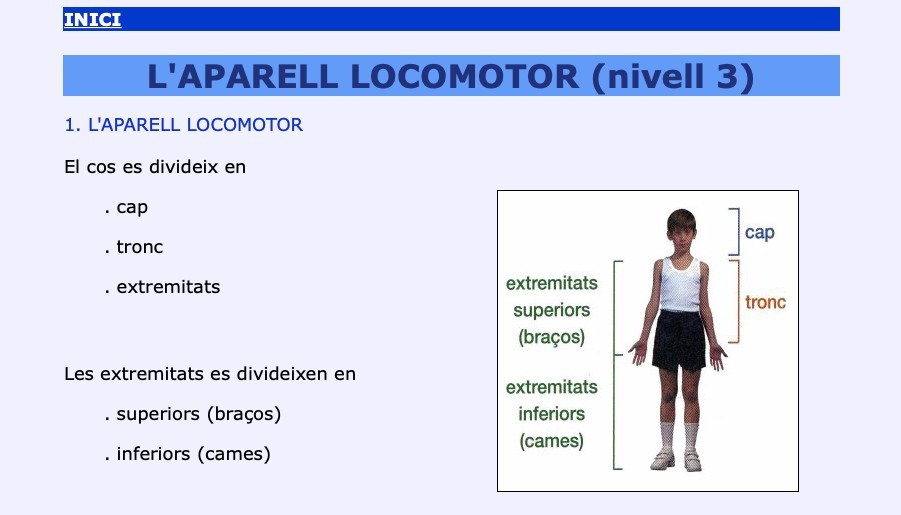 INICI
L'APARELL LOCOMOTOR (nivell 3)
1. L'APARELL LOCOMOTOR
El cos es divideix en
. cap
. tronc
. extremitats
Les extremitats es divideixen en
. superiors (braços)
. inferiors (cames)
cap
tronc
extremitats
superiors
(braços)
extremitats
inferiors
(cames)